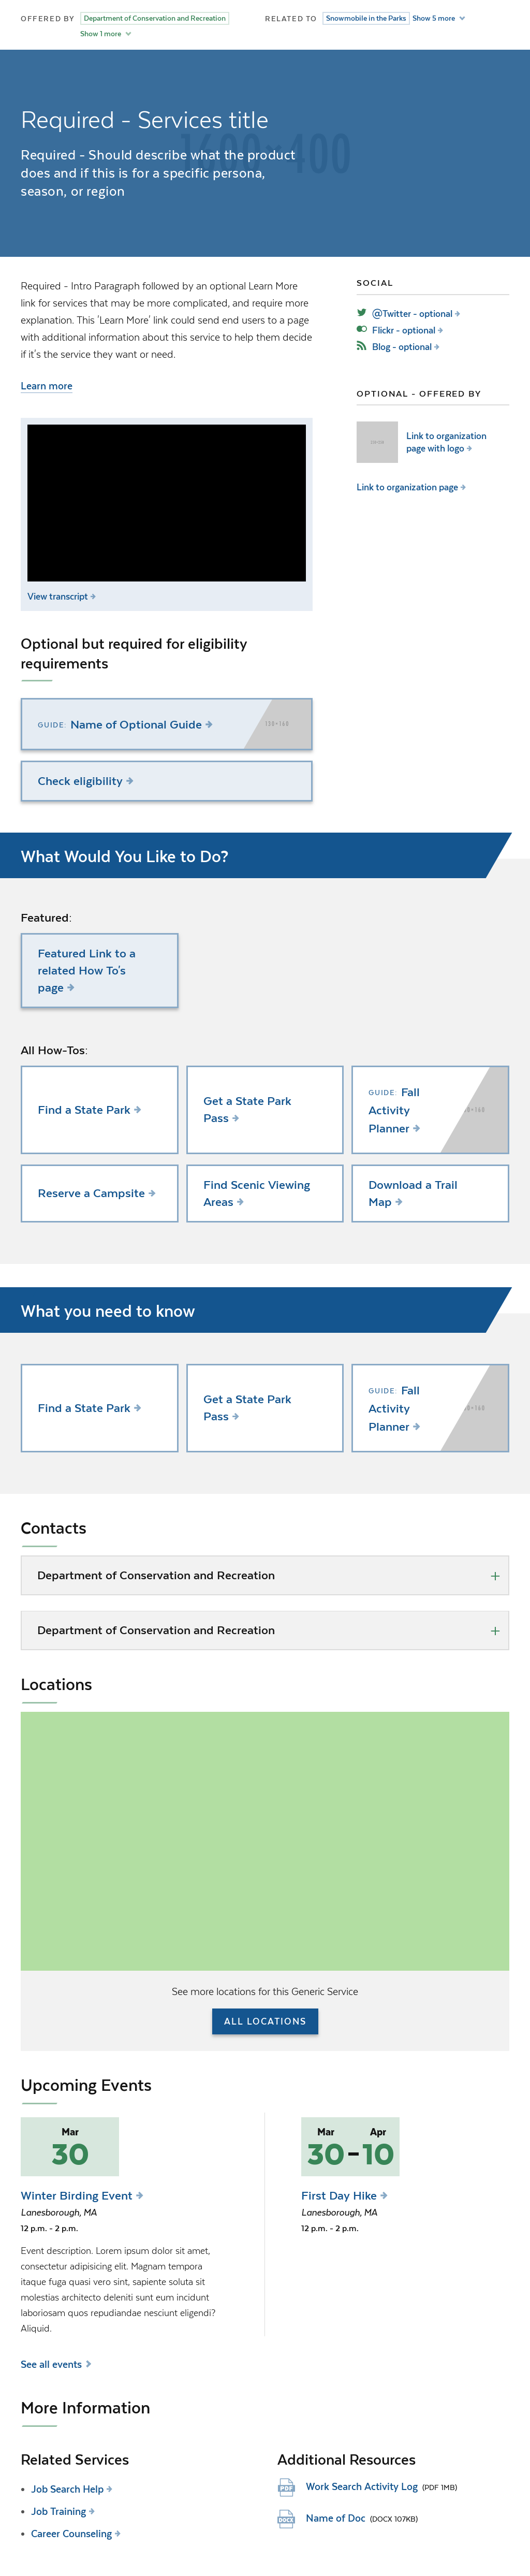 OFFERED BY Department of Conservation and Recreation
Show 1 more
RELATED TO Snowmobile in the Parks Show 5 more
1600×400
Required - Services title
Required - Should describe what the product
does and if this is for a specific persona,
season, or region
Required - Intro Paragraph followed by an optional Learn More
link for services that may be more complicated, and require more
explanation. This 'Learn More' link could send end users to a page
with additional information about this service to help them decide
if it's the service they want or need.
Learn more
View transcript
SOCIAL
@Twitter - optional
Flickr - optional
Blog - optional
OPTIONAL - OFFERED BY
Link to organization
page with logo
Link to organization page
Optional but required for eligibility
requirements
GUIDE: Name of Optional Guide
130×160
Check eligibility
What Would You Like to Do?
Featured:
Featured Link to a
related How To's
page
All How-Tos:
Find a State Park
Get a State Park
Pass
GUIDE: Fall
Activity
Planner
Reserve a Campsite
Find Scenic Viewing
Areas
Download a Trail
Map
What you need to know
Find a State Park
Get a State Park
Pass
GUIDE: Fall
Activity
Planner
Contacts
Department of Conservation and Recreation
Department of Conservation and Recreation
Locations
See more locations for this Generic Service
ALL LOCATIONS
Upcoming Events
Mar
30
Winter Birding Event
Lanesborough, MA
12 p.m. - 2 p.m.
Event description. Lorem ipsum dolor sit amet,
consectetur adipisicing elit. Magnam tempora
itaque fuga quasi vero sint, sapiente soluta sit
molestias architecto deleniti sunt eum incidunt
laboriosam quos repudiandae nesciunt eligendi?
Aliquid.
Mar Apr
30 - 10
First Day Hike
Lanesborough, MA
12 p.m. - 2 p.m.
See all events
More Information
Related Services
Job Search Help
Job Training
Career Counseling
Additional Resources
PDF Work Search Activity Log (PDF 1MB)
DOCX Name of Doc (DOCX 107KB)